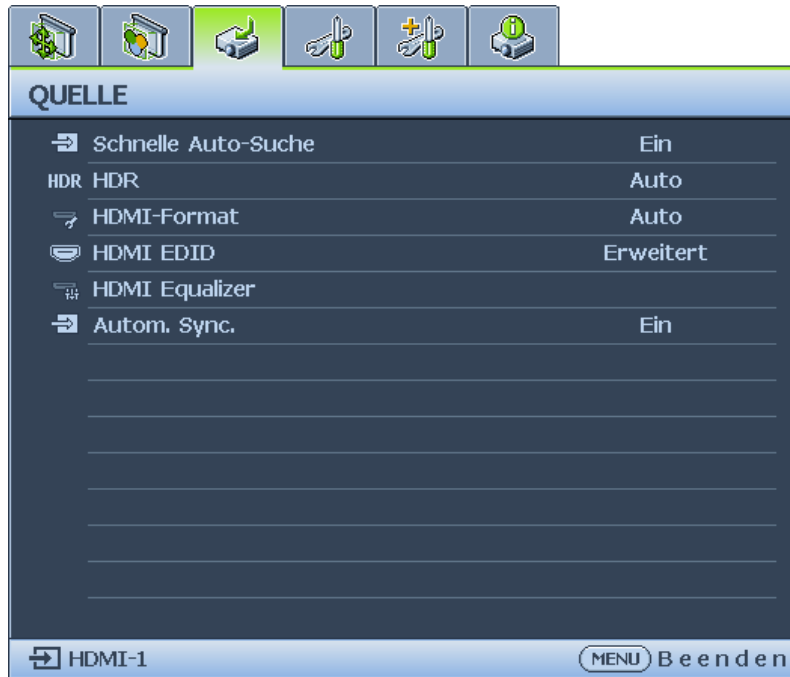 QUELLE
Schnelle Auto-Suche Ein
HDR HDR Auto
HDMI-Format Auto
HDMI EDID Erweitert
HDMI Equalizer
Autom. Sync. Ein
HDMI-1 MENU Beenden